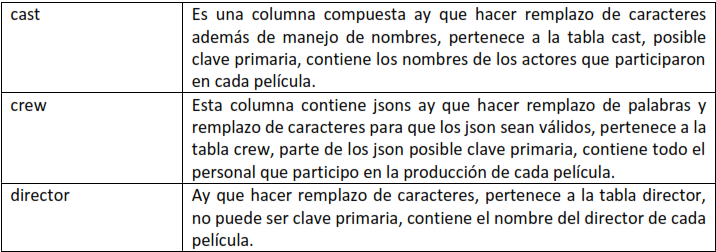 cast
Es una columna compuesta ay que hacer remplazo de caracteres
además de manejo de nombres, pertenece a la tabla cast, posible
clave primaria, contiene los nombres de los actores que participaron
en cada película.
crew
Esta columna contiene jsons ay que hacer remplazo de palabras y
remplazo de caracteres para que los json sean válidos, pertenece a la
tabla crew, parte de los json posible clave primaria, contiene todo el
personal que participo en la producción de cada película.
director
Ay que hacer remplazo de caracteres, pertenece a la tabla director,
no puede ser clave primaria, contiene el nombre del director de cada
película.